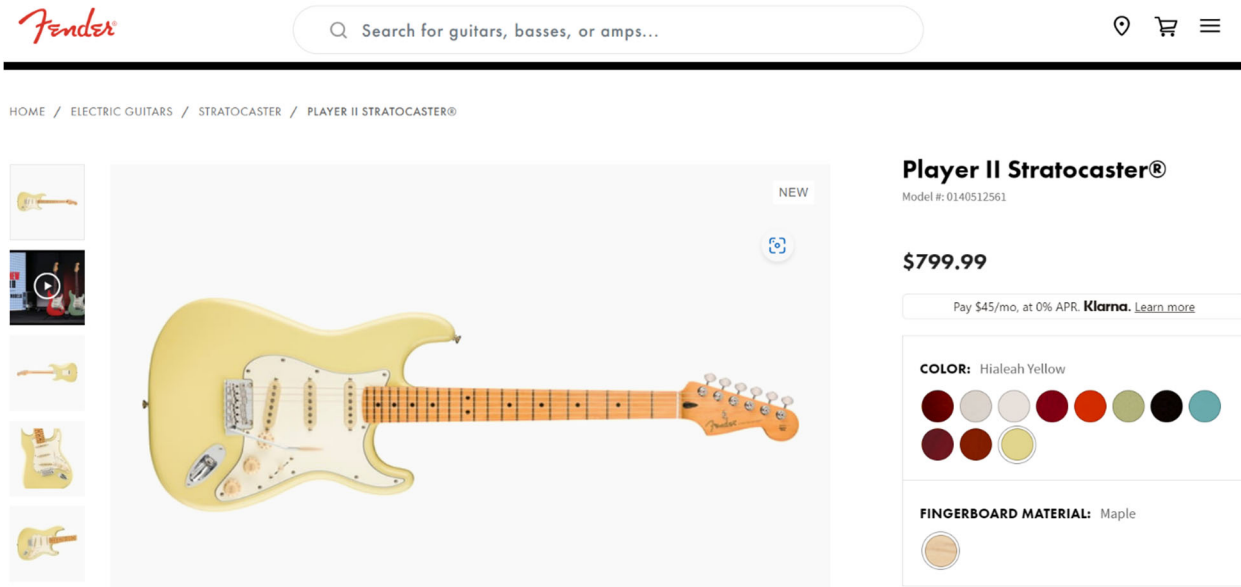 Fender
Search for guitars, basses, or amps...
HOME / ELECTRIC GUITARS / STRATOCASTER / PLAYER II STRATOCASTER®
NEW
Fender
Player II Stratocaster®
Model #: 0140512561
$799.99
Pay $45/mo, at 0% APR. Klarna. Learn more
COLOR: Hialeah Yellow
FINGERBOARD MATERIAL: Maple